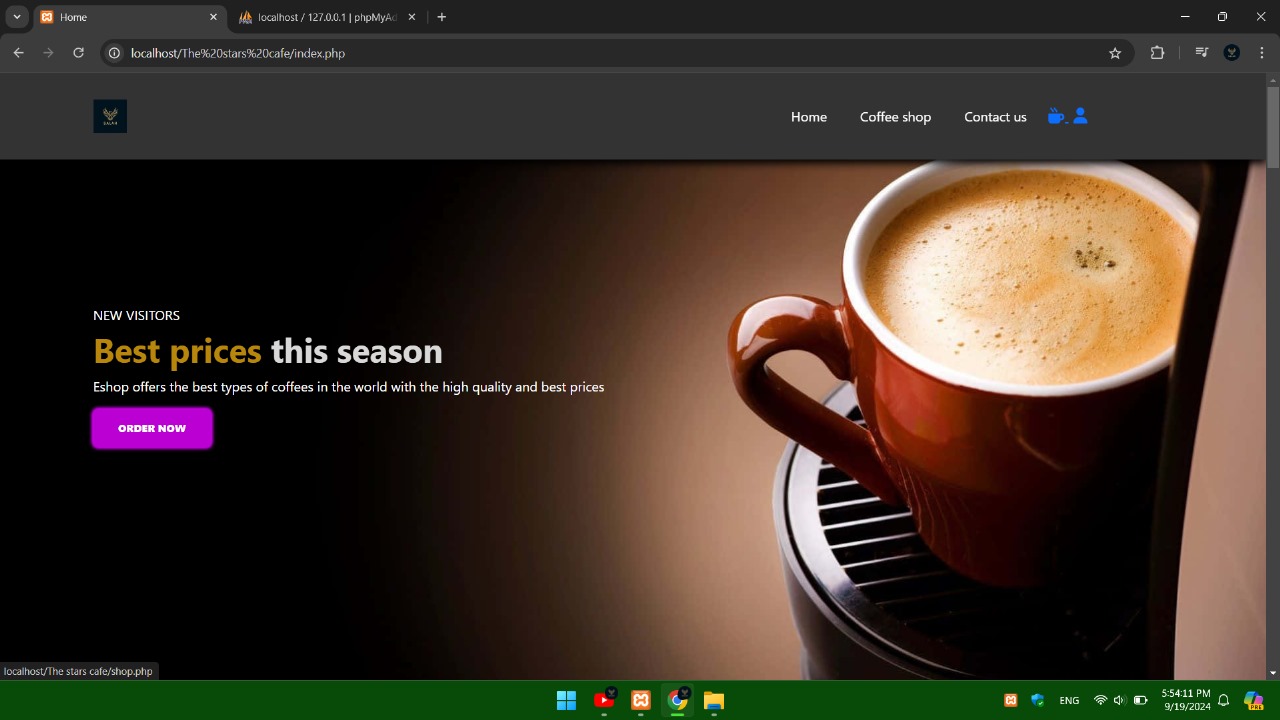 Home
localhost / 127.0.0.1 | phpMyAd
localhost/The%20stars%20cafe/index.php
Home
Coffee shop
Contact us
NEW VISITORS
Best prices this season
Eshop offers the best types of coffees in the world with the high quality and best prices
ORDER NOW
localhost/The stars cafe/shop.php
ENG
5:54:11 PM
9/19/2024
PRE